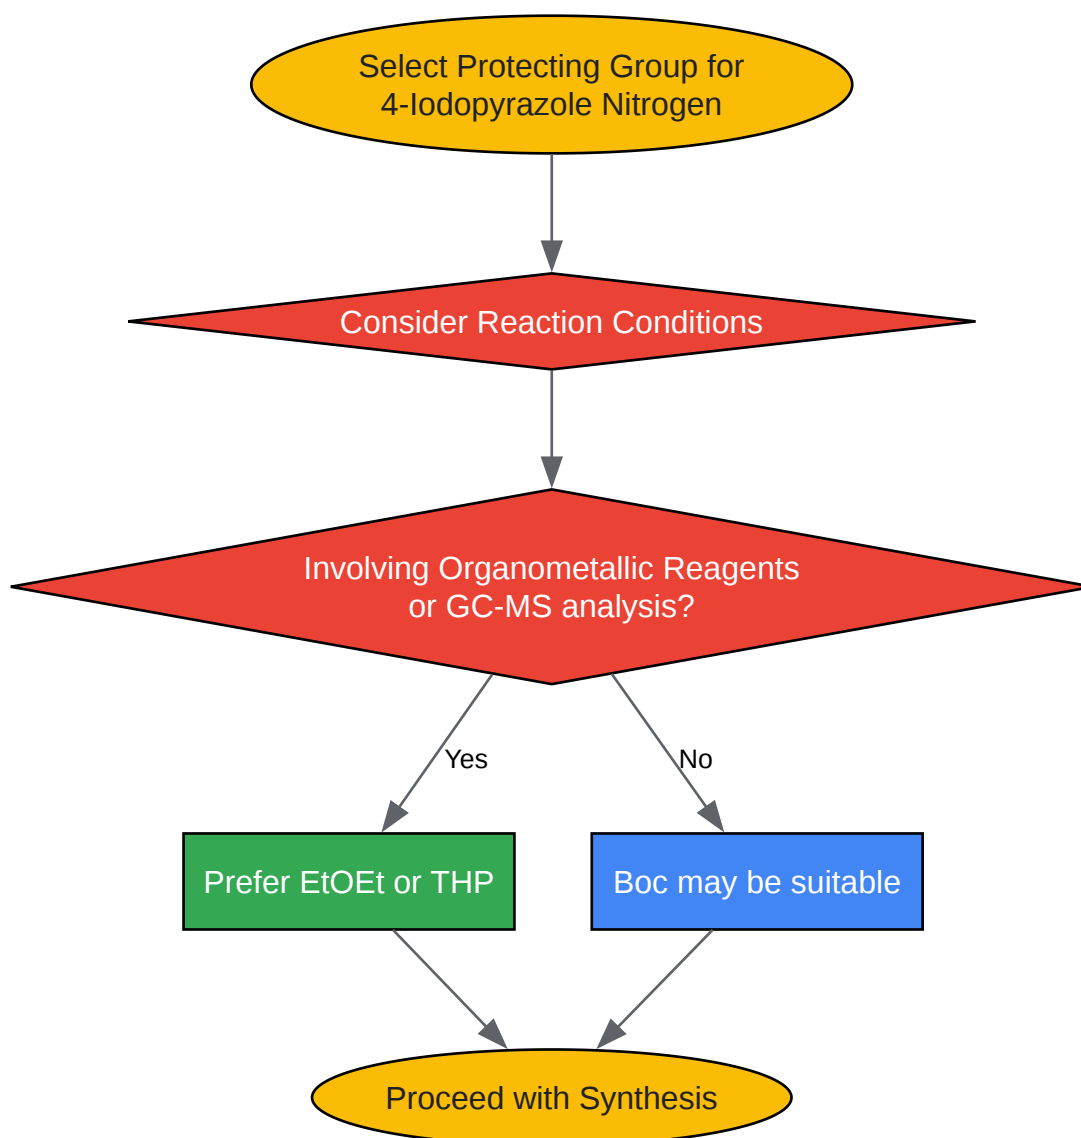 Select Protecting Group for
4-Iodopyrazole Nitrogen
Consider Reaction Conditions
Involving Organometallic Reagents
or GC-MS analysis?
Yes
No
Prefer EtOEt or THP
Boc may be suitable
Proceed with Synthesis